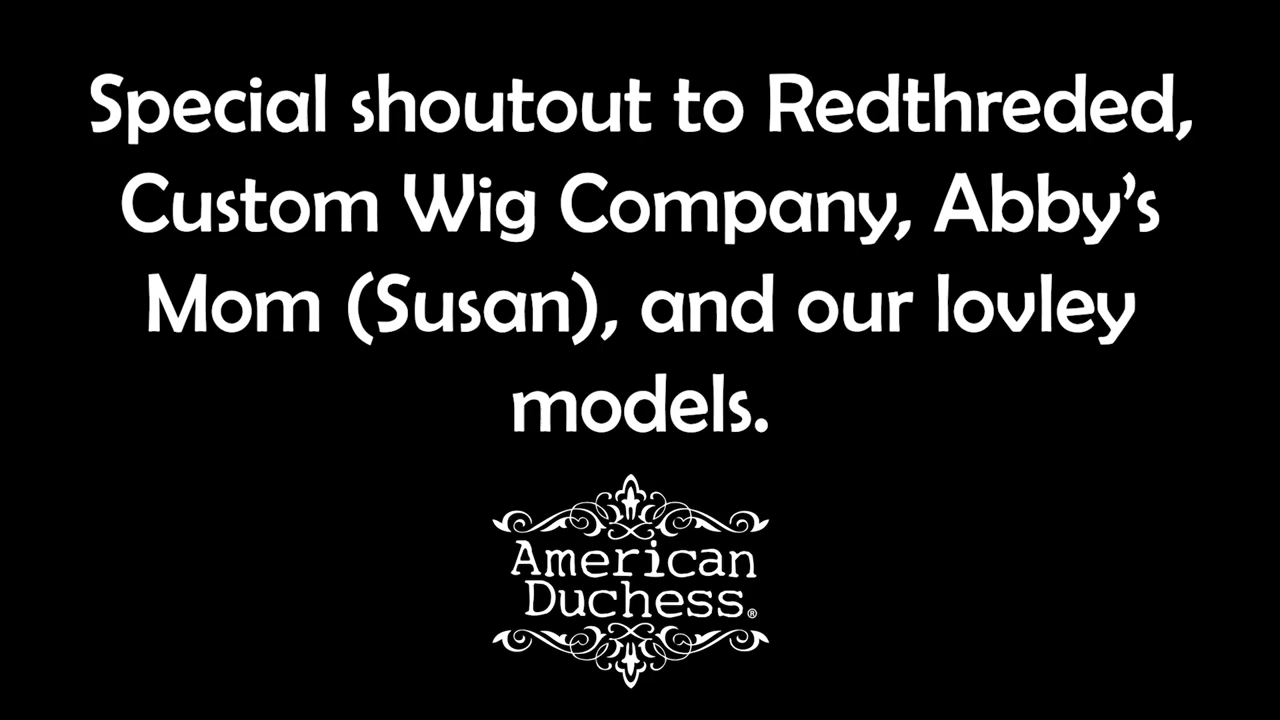 Special shoutout to Redthreded,
Custom Wig Company, Abby’s
Mom (Susan), and our lovley
models.
American
Duchess®